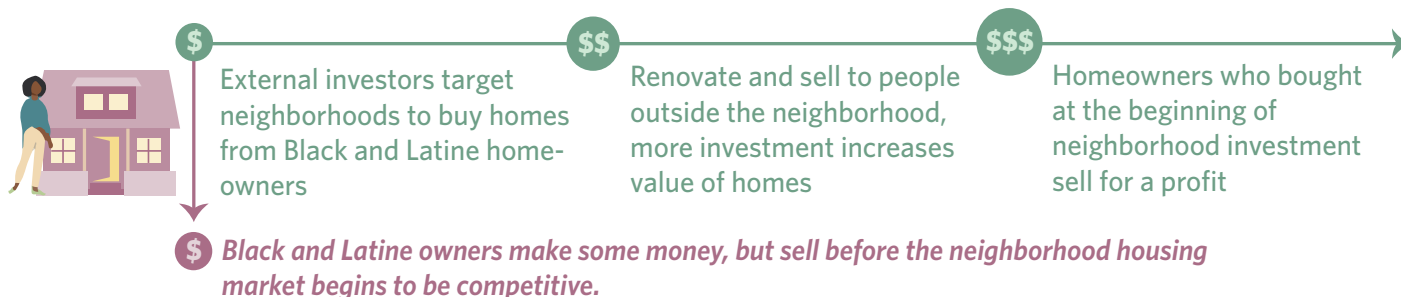 $
$$
$$$
External investors target
neighborhoods to buy homes
from Black and Latine home-
owners
Renovate and sell to people
outside the neighborhood,
more investment increases
value of homes
Homeowners who bought
at the beginning of
neighborhood investment
sell for a profit
$
Black and Latine owners make some money, but sell before the neighborhood housing
market begins to be competitive.